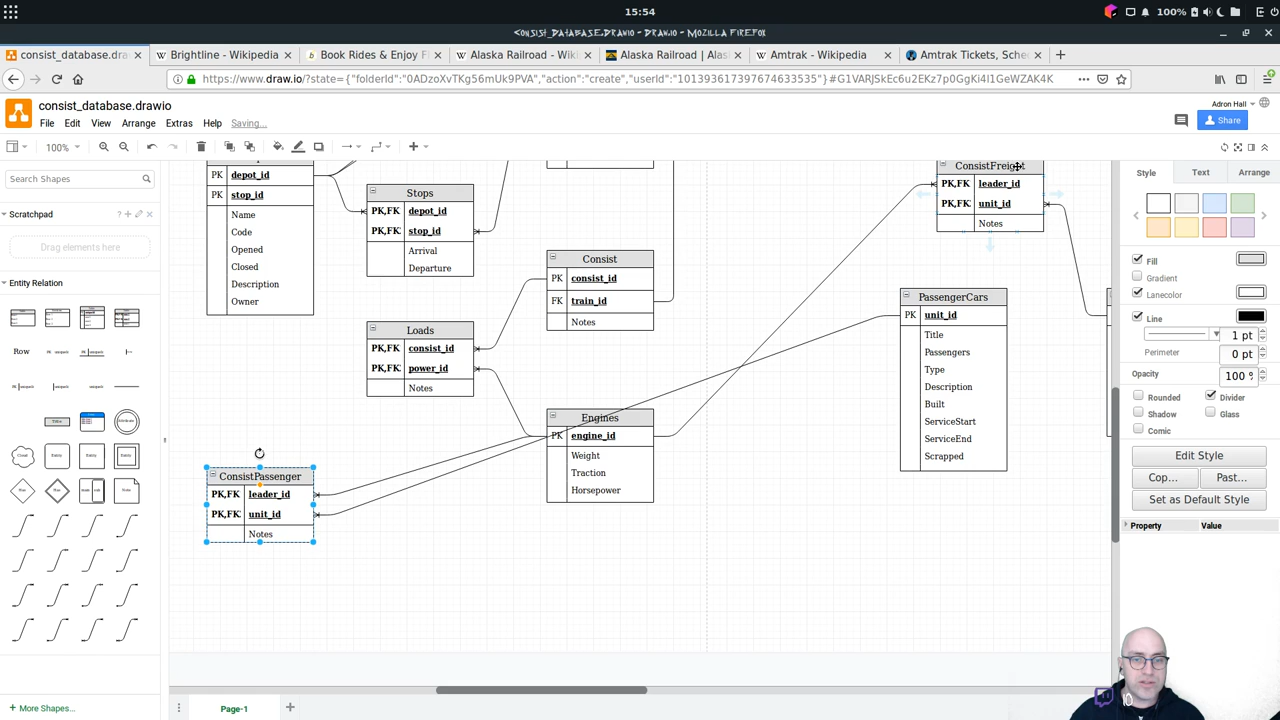 15:54
100%
consist_database.drawio - draw.io - Mozilla Firefox
consist_database.dra
Brightline - Wikipedia
Book Rides & Enjoy F
Alaska Railroad - Wiki
Alaska Railroad | Alas
Amtrak - Wikipedia
Amtrak Tickets, Sche
https://www.draw.io/?state={"folderId":"0ADzoXvTKg56mUk9PVA","action":"create","userId":"101393617397674633535"}#G1VARJSkEc6u2EKz7p0GgKi4l1GeWZAK4K
consist_database.drawio
Adron Hall
File Edit View Arrange Extras Help Saving...
Share
100%
Search Shapes
Scratchpad
?
Drag elements here
Entity Relation
Row
More Shapes...
PK depot_id
PK stop_id
Name
Code
Opened
Closed
Description
Owner
Stops
PK,FK depot_id
PK,FK stop_id
Arrival
Departure
Consist
PK consist_id
FK train_id
Notes
Loads
PK,FK consist_id
PK,FK power_id
Notes
Engines
PK engine_id
Weight
Traction
Horsepower
ConsistPassenger
PK,FK leader_id
PK,FK unit_id
Notes
ConsistFreight
PK,FK leader_id
PK,FK unit_id
Notes
PassengerCars
PK unit_id
Title
Passengers
Type
Description
Built
ServiceStart
ServiceEnd
Scrapped
Style Text Arrange
Fill
Gradient
Lanecolor
Line
1 pt
Perimeter 0 pt
Opacity 100 %
Rounded Divider
Shadow Glass
Comic
Edit Style
Cop... Past...
Set as Default Style
Property Value
Page-1